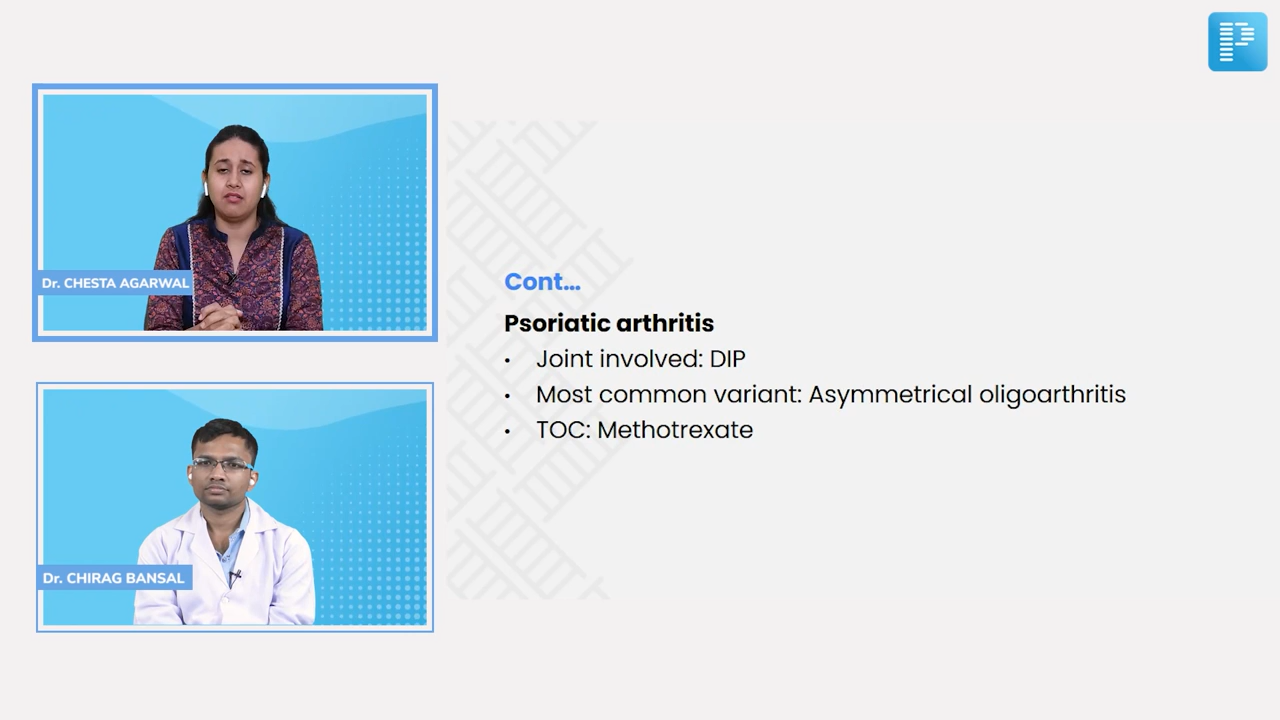 Dr. CHESTA AGARWAL
Dr. CHIRAG BANSAL
Cont...
Psoriatic arthritis
• Joint involved: DIP
• Most common variant: Asymmetrical oligoarthritis
• TOC: Methotrexate